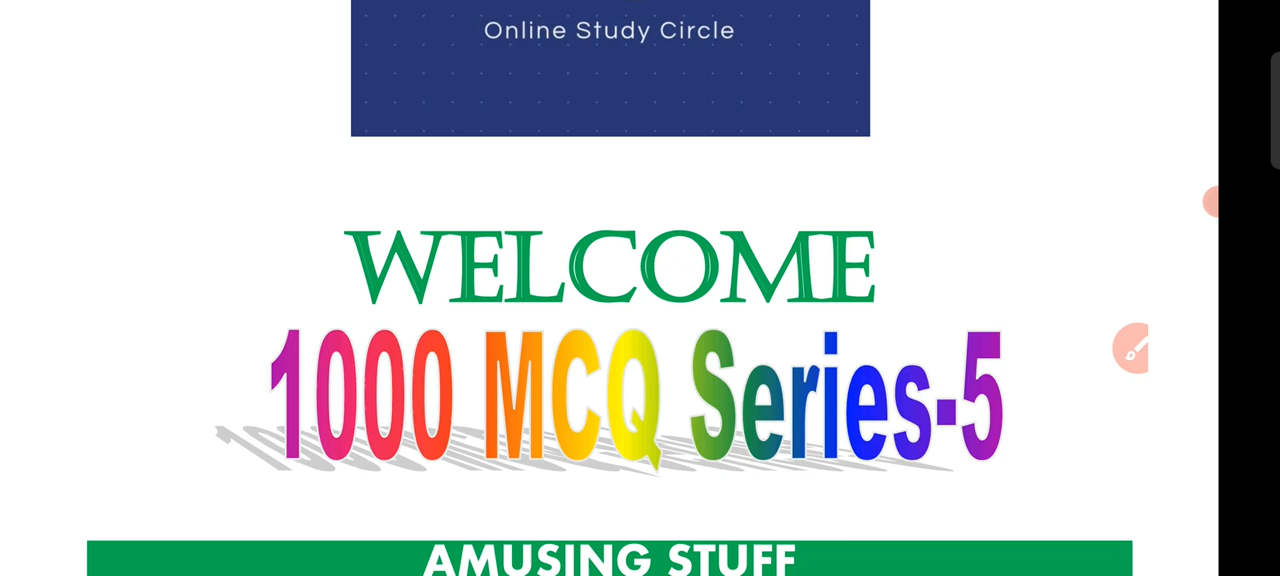 Online Study Circle
WELCOME
1000 MCQ Series-5
AMUSING STUFF